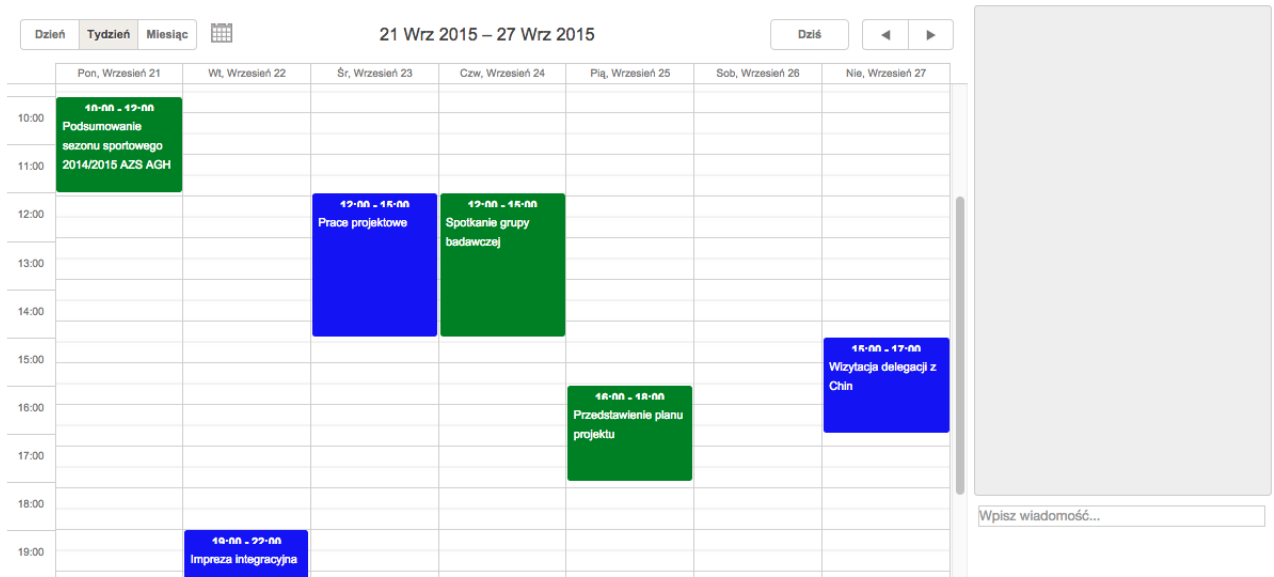 Dzień Tydzień Miesiąc 21 Wrz 2015 – 27 Wrz 2015 Dziś
Pon, Wrzesień 21 Wt, Wrzesień 22 Śr, Wrzesień 23 Czw, Wrzesień 24 Pią, Wrzesień 25 Sob, Wrzesień 26 Nie, Wrzesień 27
10:00
11:00
12:00
13:00
14:00
15:00
16:00
17:00
18:00
19:00
10:00 - 12:00
Podsumowanie
sezonu sportowego
2014/2015 AZS AGH
19:00 - 22:00
Impreza integracyjna
12:00 - 15:00
Prace projektowe
12:00 - 15:00
Spotkanie grupy
badawczej
16:00 - 18:00
Przedstawienie planu
projektu
15:00 - 17:00
Wizytacja delegacji z
Chin
Wpisz wiadomość...